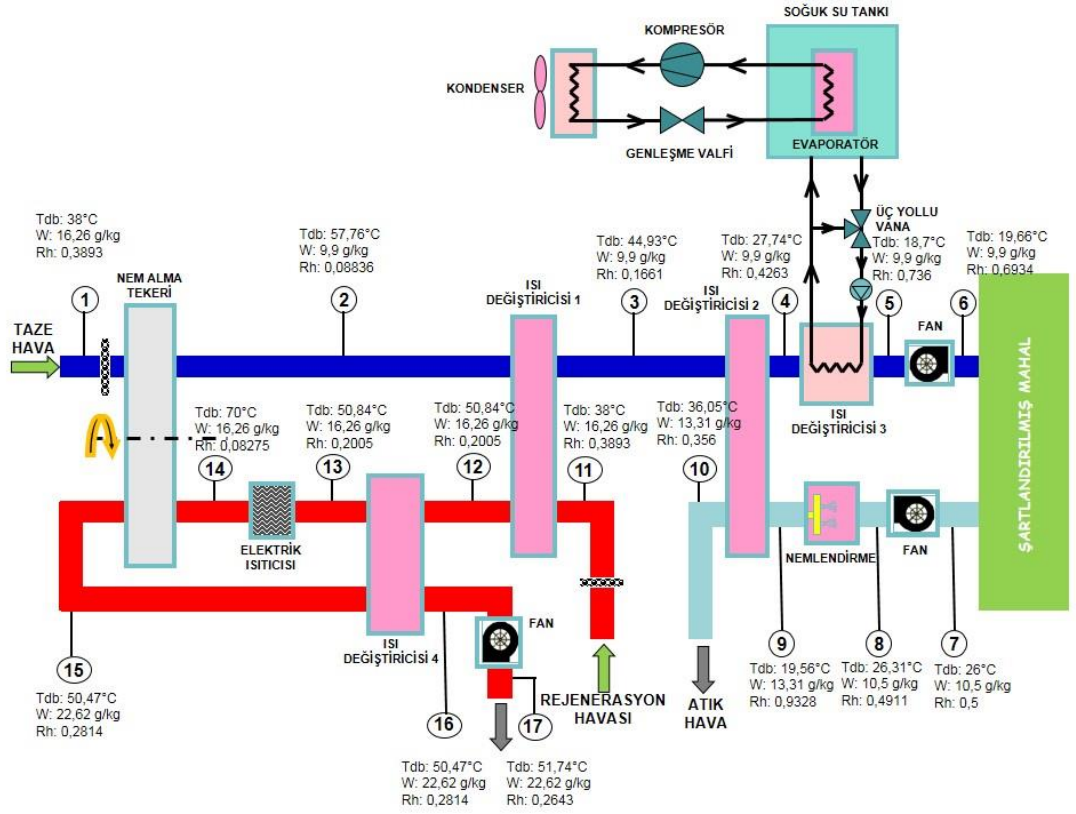 SOĞUK SU TANKI
KOMPRESÖR
KONDENSER
GENLEŞME VALFİ
EVAPORATÖR
ÜÇ YOLLU
VANA
Tdb: 38°C
W: 16,26 g/kg
Rh: 0,3893
Tdb: 57,76°C
W: 9,9 g/kg
Rh: 0,08836
Tdb: 44,93°C
W: 9,9 g/kg
Rh: 0,1661
Tdb: 27,74°C
W: 9,9 g/kg
Rh: 0,4263
Tdb: 18,7°C
W: 9,9 g/kg
Rh: 0,736
Tdb: 19,66°C
W: 9,9 g/kg
Rh: 0,6934
NEM ALMA
TEKERİ
ISI
DEĞİŞTİRİCİSİ 1
ISI
DEĞİŞTİRİCİSİ 2
1
2
3
4
5
6
TAZE
HAVA
FAN
ISI
DEĞİŞTİRİCİSİ 3
ŞARTLANDIRILMIŞ MAHAL
Tdb: 70°C
W: 16,26 g/kg
Rh: 0,08275
Tdb: 50,84°C
W: 16,26 g/kg
Rh: 0,2005
Tdb: 50,84°C
W: 16,26 g/kg
Rh: 0,2005
Tdb: 38°C
W: 16,26 g/kg
Rh: 0,3893
Tdb: 36,05°C
W: 13,31 g/kg
Rh: 0,356
14
13
12
11
10
ELEKTRİK
ISITICISI
NEMLENDİRME
FAN
ISI
DEĞİŞTİRİCİSİ 4
FAN
9
8
7
15
16
17
REJENERASYON
HAVASI
ATIK
HAVA
Tdb: 19,56°C
W: 13,31 g/kg
Rh: 0,9328
Tdb: 26,31°C
W: 10,5 g/kg
Rh: 0,4911
Tdb: 26°C
W: 10,5 g/kg
Rh: 0,5
Tdb: 50,47°C
W: 22,62 g/kg
Rh: 0,2814
Tdb: 50,47°C
W: 22,62 g/kg
Rh: 0,2814
Tdb: 51,74°C
W: 22,62 g/kg
Rh: 0,2643